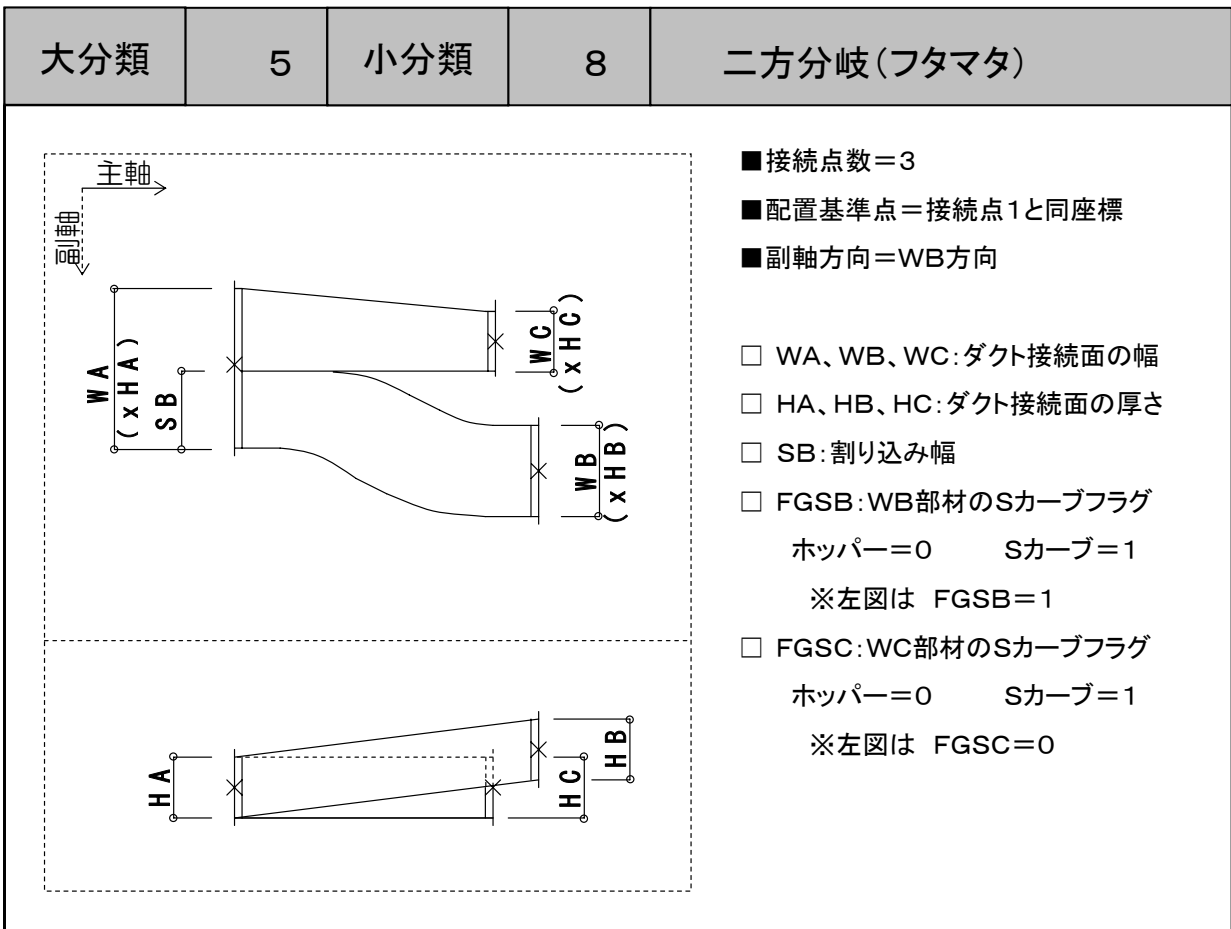 大分類 5 小分類 8 二方分岐(フタマタ)
主軸
副軸
WA
(xHA)
SB
WC
(xHC)
WB
(xHB)
HA
HC
HB
■接続点数=3
■配置基準点=接続点1と同座標
■副軸方向=WB方向
□ WA、WB、WC:ダクト接続面の幅
□ HA、HB、HC:ダクト接続面の厚さ
□ SB:割り込み幅
□ FGSB:WB部材のSカーブフラグ
ホッパー=0 Sカーブ=1
※左図は FGSB=1
□ FGSC:WC部材のSカーブフラグ
ホッパー=0 Sカーブ=1
※左図は FGSC=0